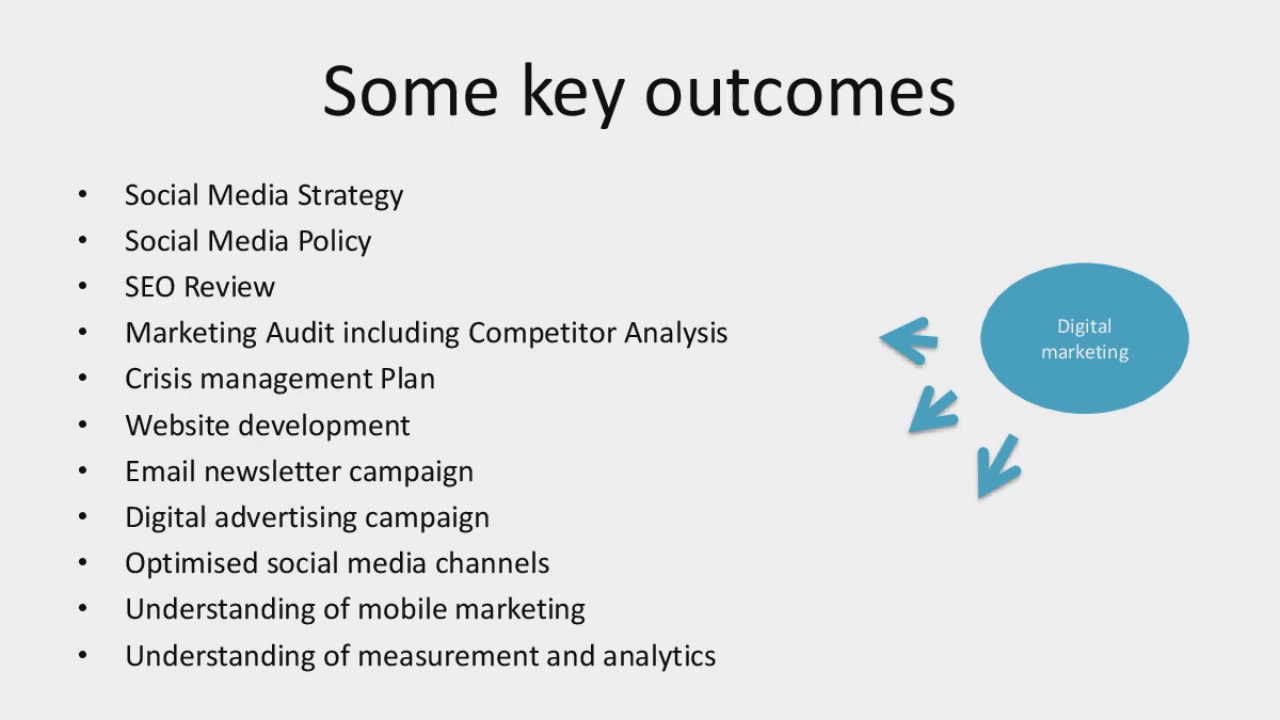 Some key outcomes
• Social Media Strategy
• Social Media Policy
• SEO Review
• Marketing Audit including Competitor Analysis
• Crisis management Plan
• Website development
• Email newsletter campaign
• Digital advertising campaign
• Optimised social media channels
• Understanding of mobile marketing
• Understanding of measurement and analytics
Digital
marketing